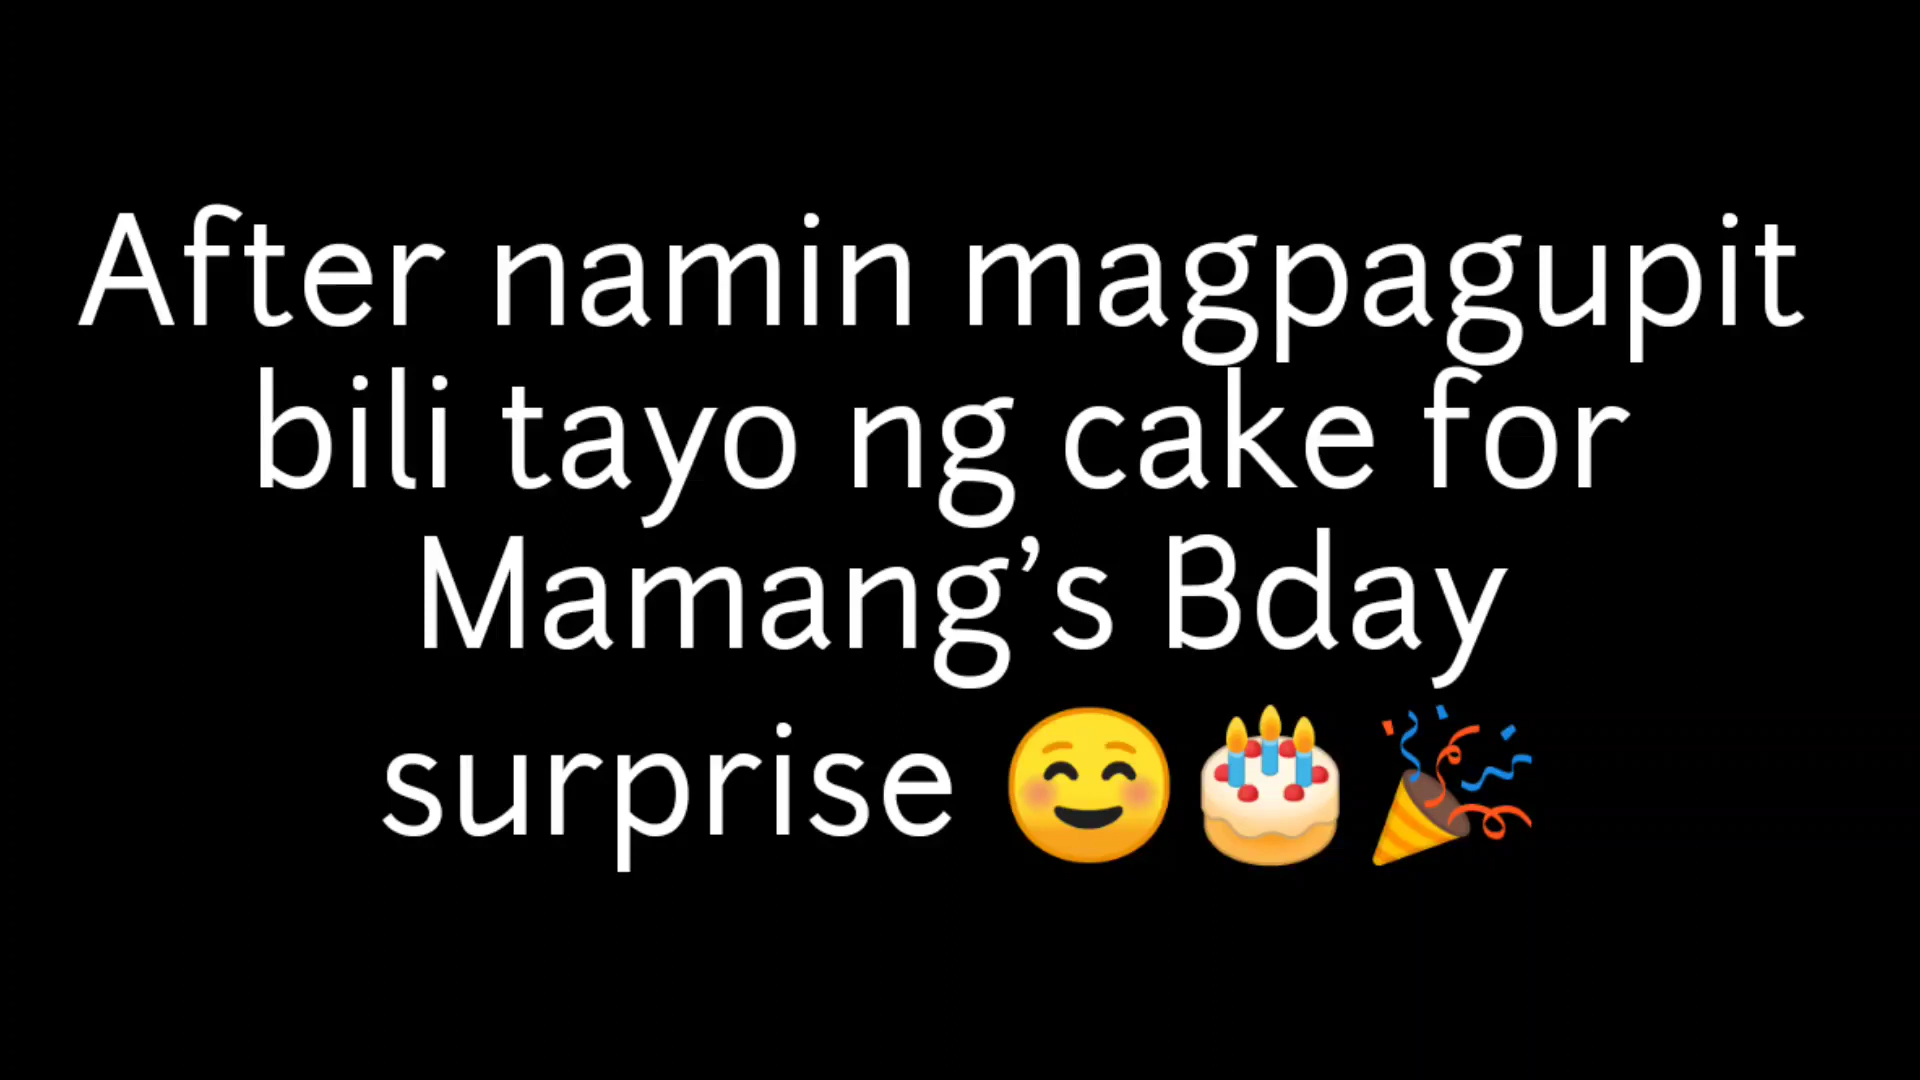 After namin magpagupit
bili tayo ng cake for
Mamang’s Bday
surprise ☺️🎂🎉